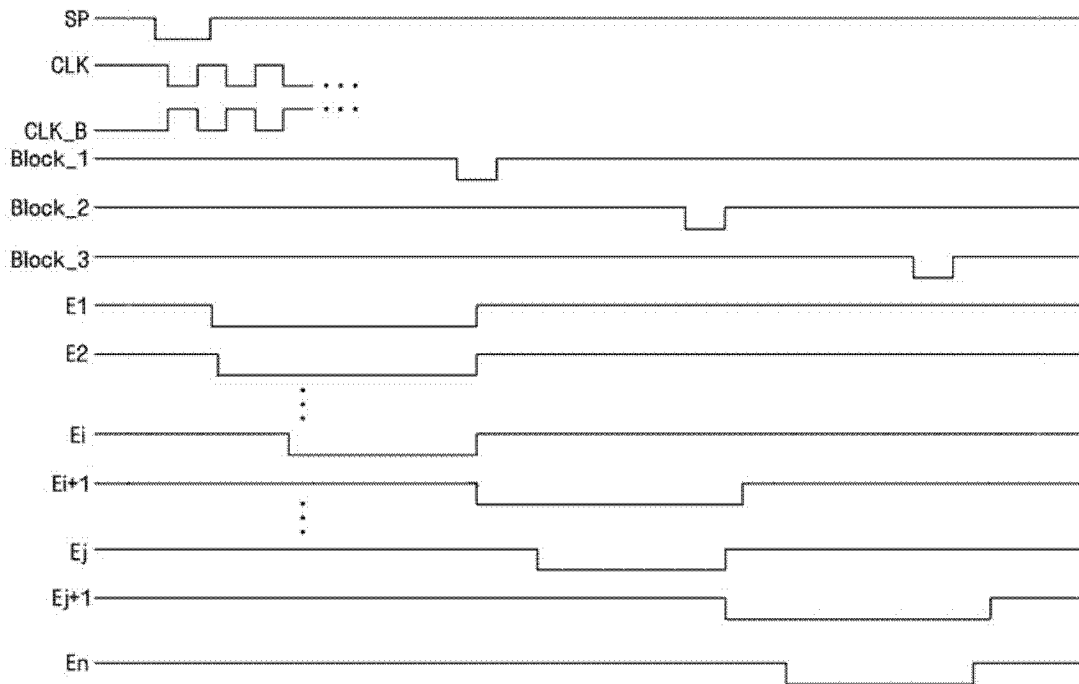 SP
CLK
CLK_B
Block_1
Block_2
Block_3
E1
E2
Ei
Ei+1
Ej
Ej+1
En